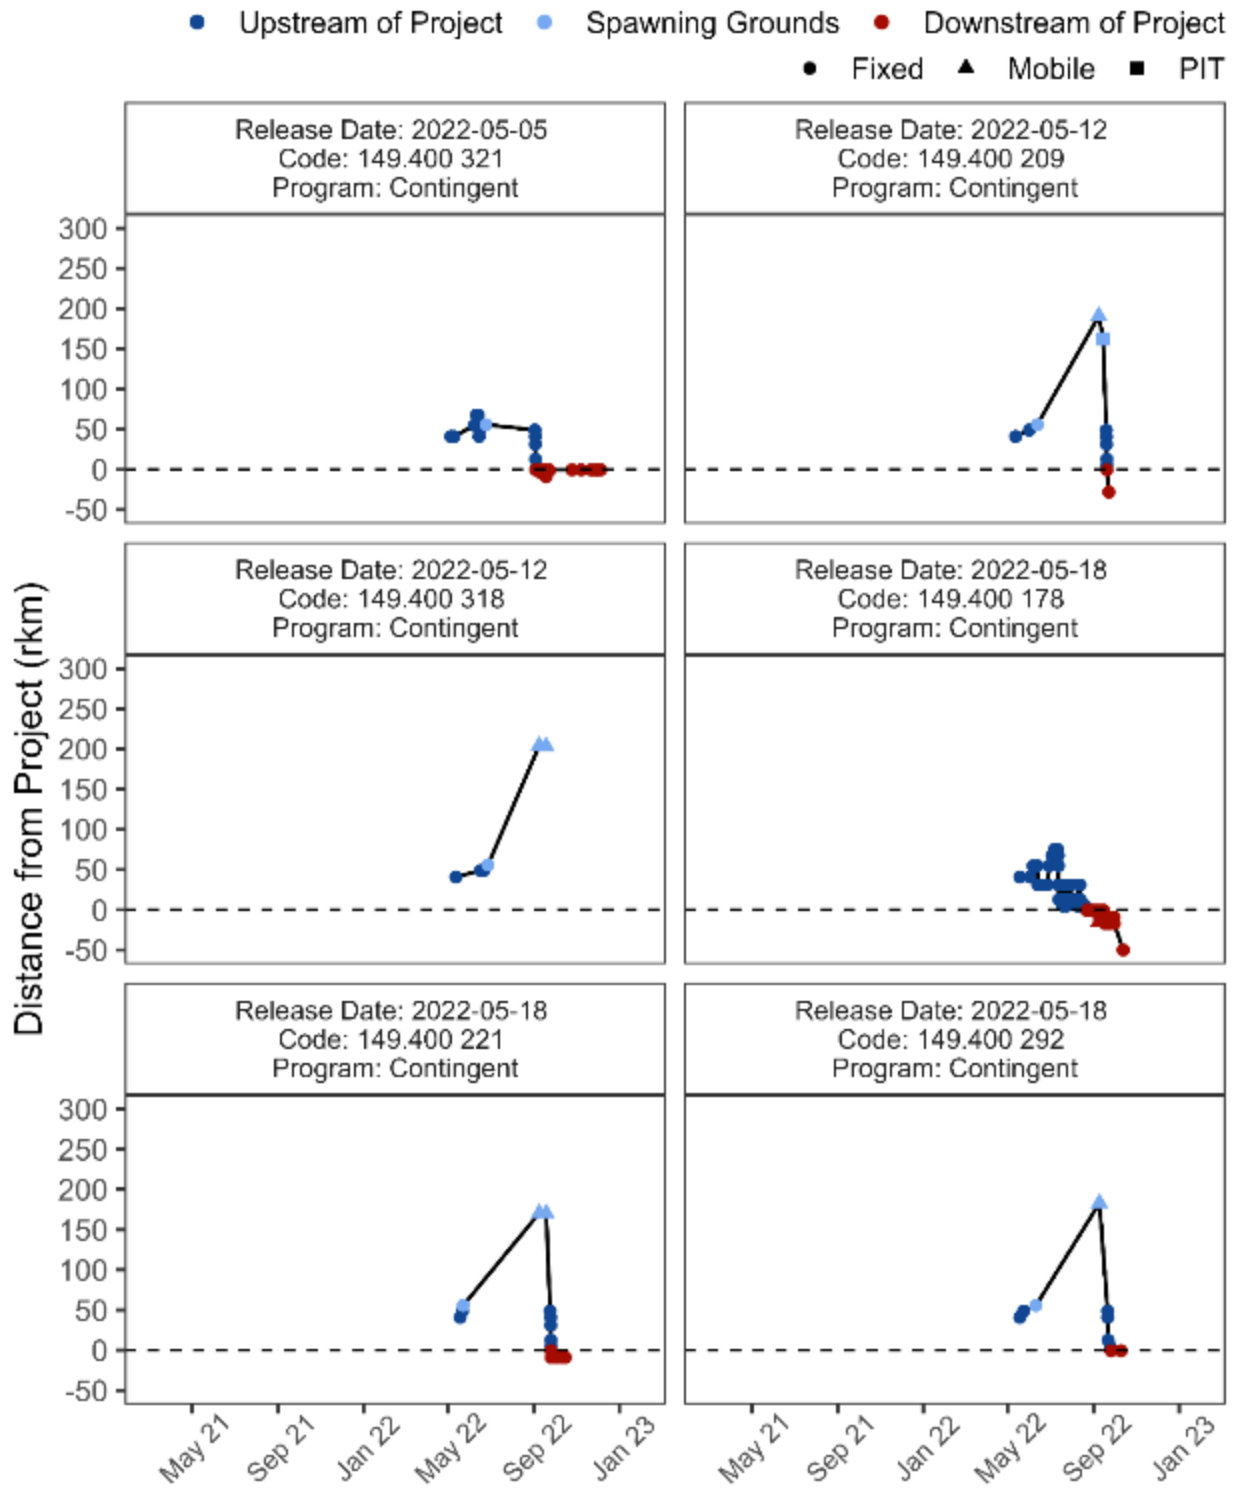 Upstream of Project Spawning Grounds Downstream of Project
Fixed Mobile PIT
Release Date: 2022-05-05
Code: 149.400 321
Program: Contingent
Release Date: 2022-05-12
Code: 149.400 209
Program: Contingent
300
250
200
150
100
50
0
-50
Release Date: 2022-05-12
Code: 149.400 318
Program: Contingent
Release Date: 2022-05-18
Code: 149.400 178
Program: Contingent
300
250
200
150
100
50
0
-50
Distance from Project (rkm)
Release Date: 2022-05-18
Code: 149.400 221
Program: Contingent
Release Date: 2022-05-18
Code: 149.400 292
Program: Contingent
300
250
200
150
100
50
0
-50
May 21 Sep 21 Jan 22 May 22 Sep 22 Jan 23
May 21 Sep 21 Jan 22 May 22 Sep 22 Jan 23